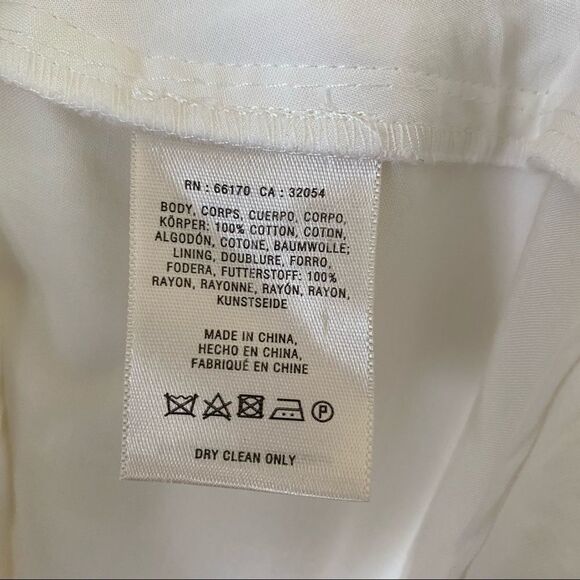 RN : 66170 CA : 32054
BODY, CORPS, CUERPO, CORPO,
KÖRPER: 100% COTTON, COTON,
ALGODÓN, COTONE, BAUMWOLLE;
LINING, DOUBLURE, FORRO,
FODERA, FUTTERSTOFF: 100%
RAYON, RAYONNE, RAYÓN, RAYON,
KUNSTSEIDE
MADE IN CHINA,
HECHO EN CHINA,
FABRIQUÉ EN CHINE
P
DRY CLEAN ONLY